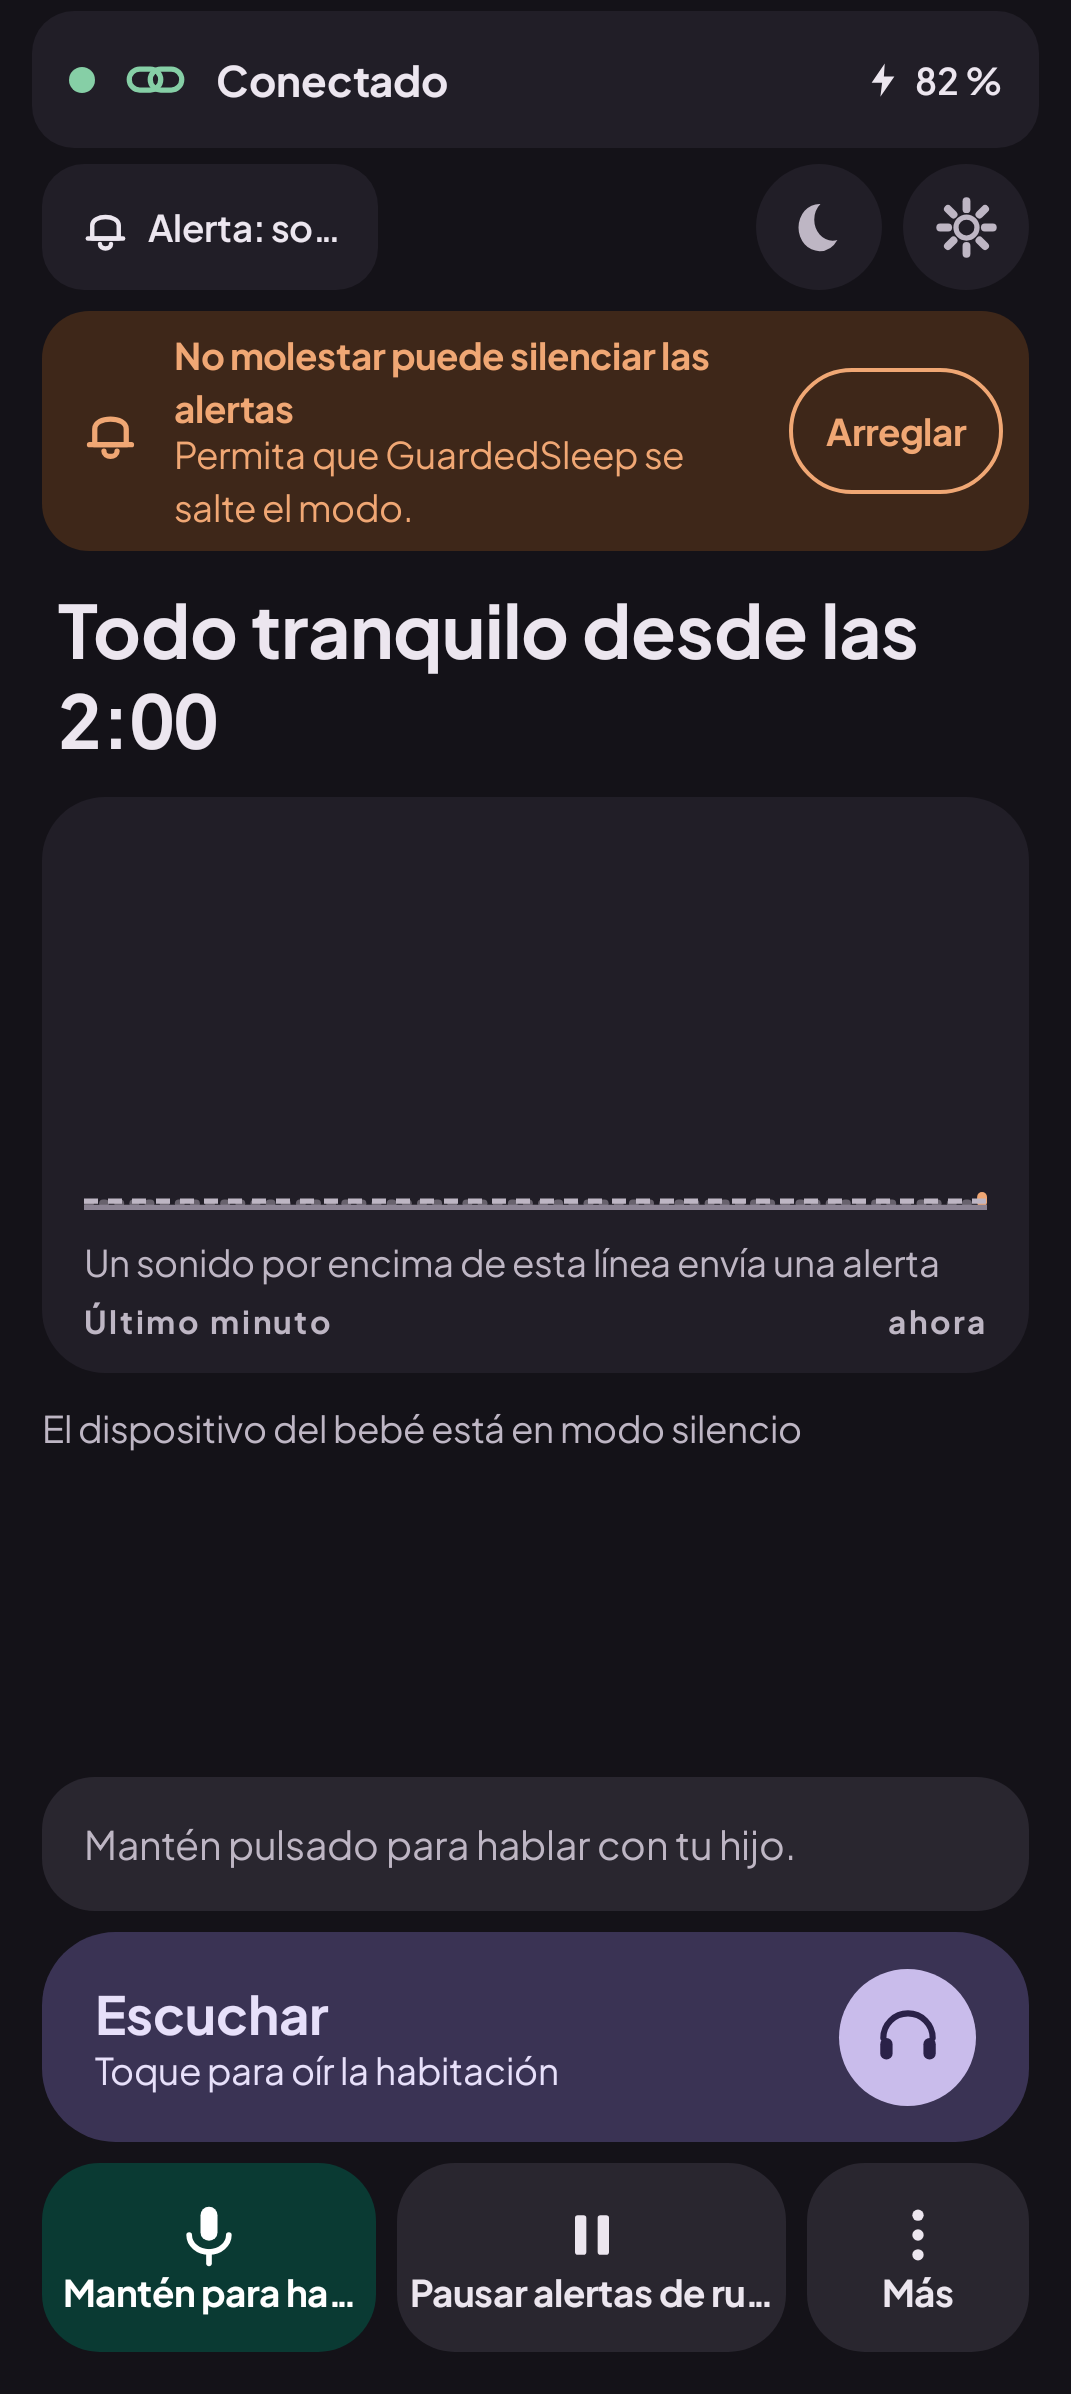 Conectado
82 %
Alerta: so...
No molestar puede silenciar las
alertas
Permita que GuardedSleep se
salte el modo.
Arreglar
Todo tranquilo desde las
2:00
Un sonido por encima de esta línea envía una alerta
Último minuto
ahora
El dispositivo del bebé está en modo silencio
Mantén pulsado para hablar con tu hijo.
Escuchar
Toque para oír la habitación
Mantén para ha...
Pausar alertas de ru...
Más